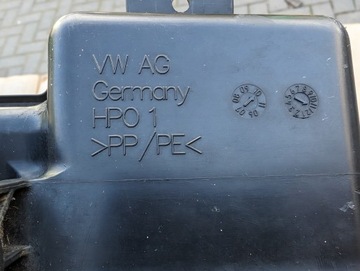 VW AG
Germany
HPO 1
>PP/PE<